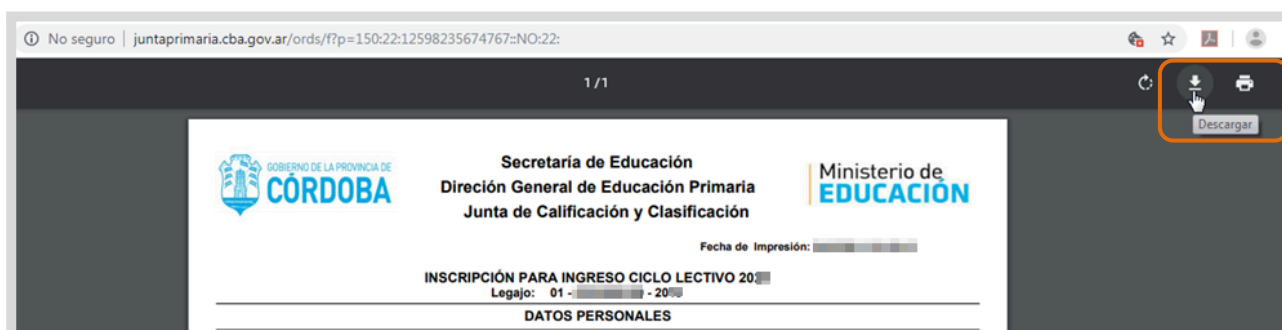 No seguro | juntaprimaria.cba.gov.ar/ords/f?p=150:22:12598235674767::NO:22:
1 / 1
Descargar
GOBIERNO DE LA PROVINCIA DE
CÓRDOBA
Secretaría de Educación
Direción General de Educación Primaria
Junta de Calificación y Clasificación
Ministerio de
EDUCACIÓN
Fecha de Impresión:
INSCRIPCIÓN PARA INGRESO CICLO LECTIVO
Legajo: 01 -
DATOS PERSONALES